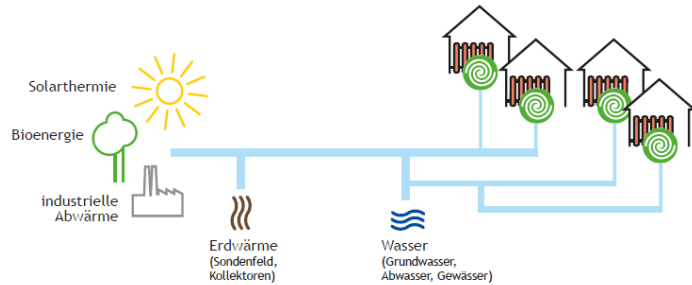 Solarthermie
Bioenergie
industrielle
Abwärme
Erdwärme
(Sondenfeld,
Kollektoren)
Wasser
(Grundwasser,
Abwasser, Gewässer)